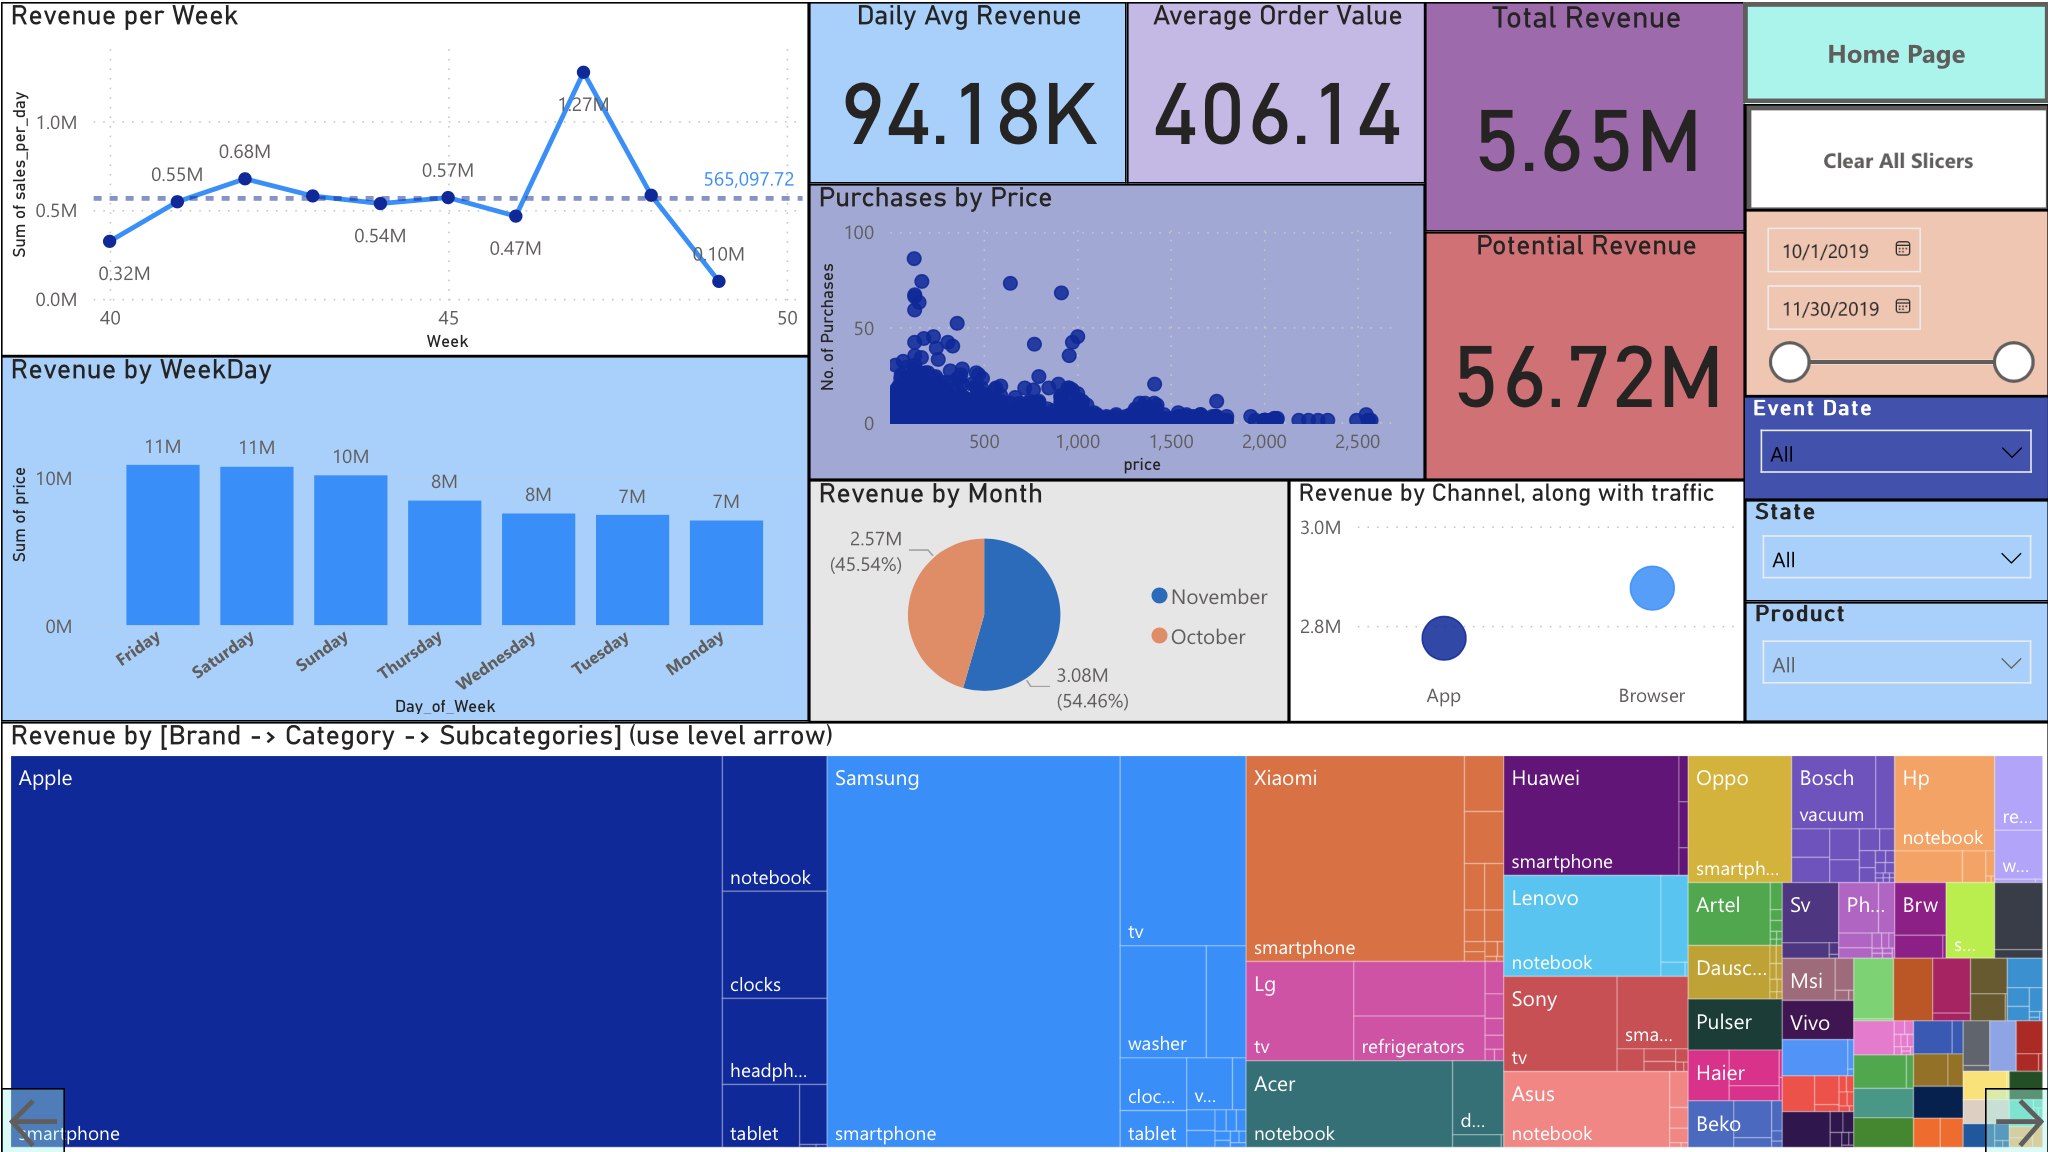 Revenue per Week
Sum of sales_per_day
1.0M
0.5M
0.0M
0.32M
0.55M
0.68M
0.54M
0.57M
0.47M
1.27M
0.10M
565,097.72
40
45
50
Week
Daily Avg Revenue
94.18K
Average Order Value
406.14
Total Revenue
5.65M
Potential Revenue
56.72M
Home Page
Clear All Slicers
10/1/2019
11/30/2019
Event Date
All
State
All
Product
All
Purchases by Price
No. of Purchases
100
50
0
500
1,000
1,500
2,000
2,500
price
Revenue by WeekDay
Sum of price
10M
0M
11M
11M
10M
8M
8M
7M
7M
Friday
Saturday
Sunday
Thursday
Wednesday
Tuesday
Monday
Day_of_Week
Revenue by Month
2.57M
(45.54%)
3.08M
(54.46%)
November
October
Revenue by Channel, along with traffic
3.0M
2.8M
App
Browser
Revenue by [Brand -> Category -> Subcategories] (use level arrow)
Apple
smartphone
notebook
clocks
headph...
tablet
Samsung
smartphone
tv
washer
cloc...
v...
tablet
Xiaomi
smartphone
Lg
tv
refrigerators
Acer
notebook
d...
Huawei
smartphone
Lenovo
notebook
Sony
tv
sma...
Asus
notebook
Oppo
smartph...
Bosch
vacuum
Hp
notebook
re...
w...
Artel
Sv
Ph...
Brw
s...
Dausc...
Msi
Pulser
Vivo
Haier
Beko